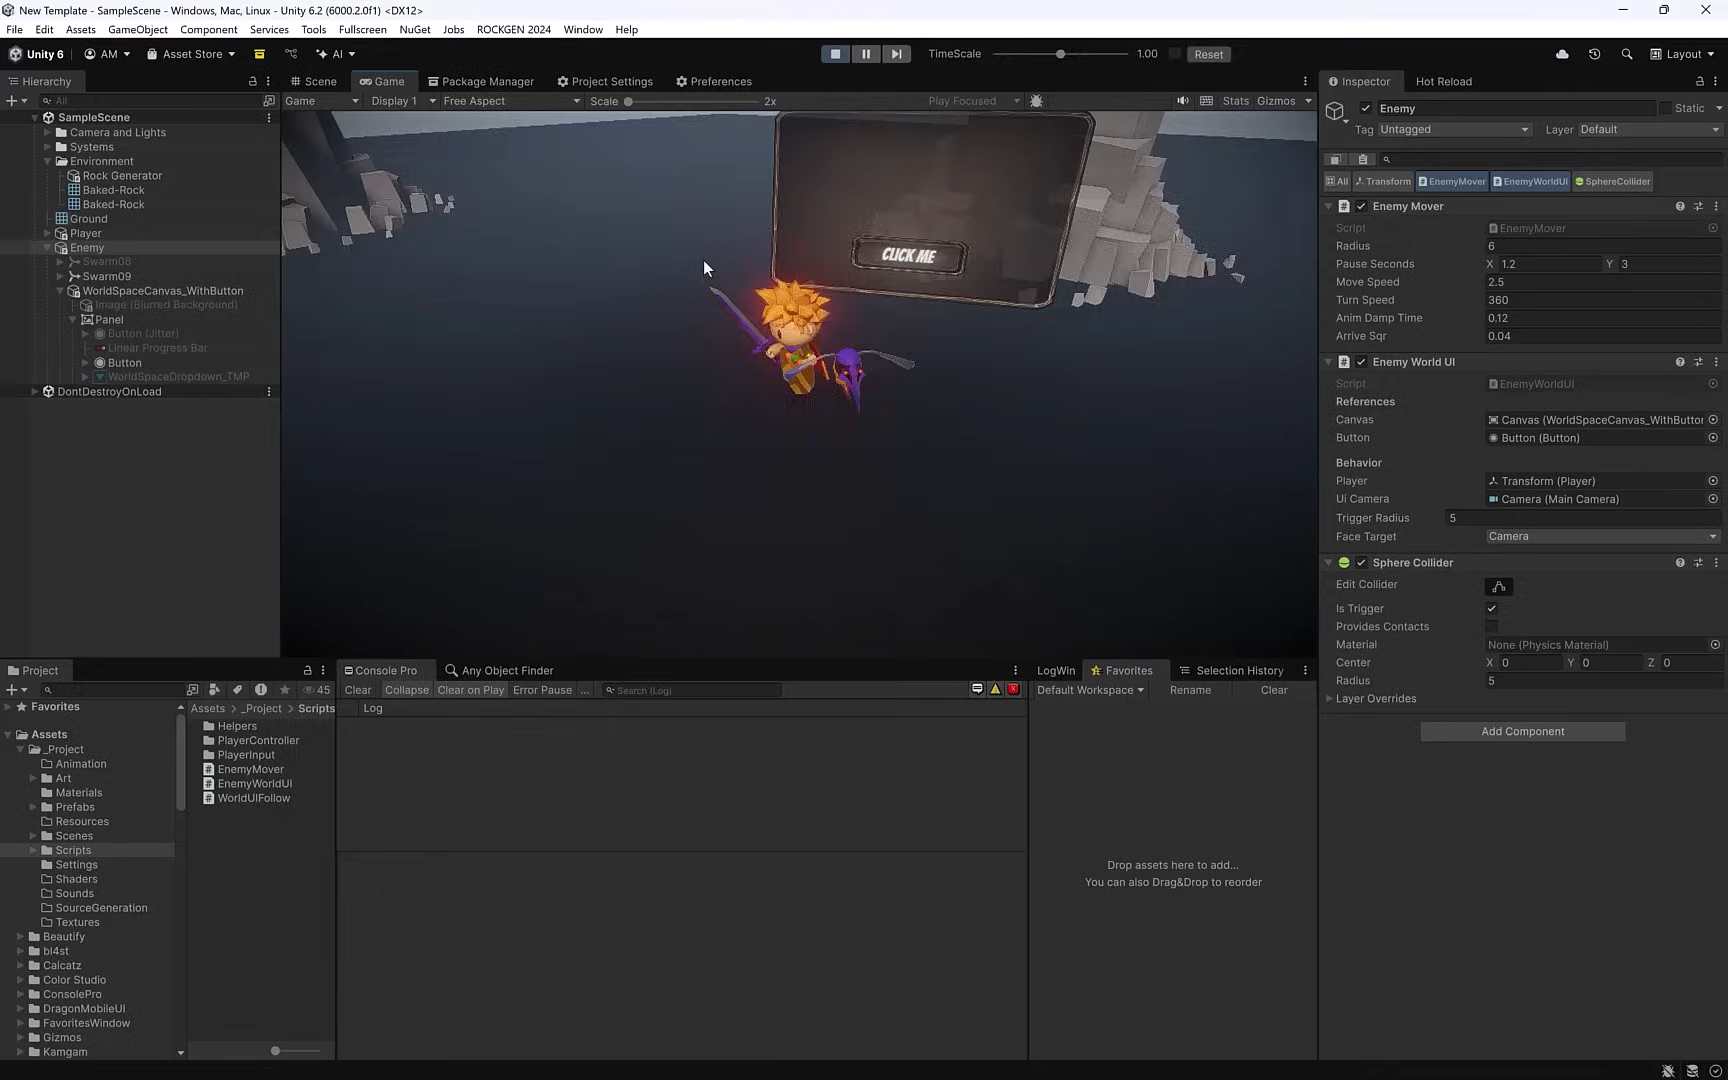 New Template - SampleScene - Windows, Mac, Linux - Unity 6.2 (6000.2.0f1) <DX12>
File Edit Assets GameObject Component Services Tools Fullscreen NuGet Jobs ROCKGEN 2024 Window Help
Unity 6 AM Asset Store AI TimeScale 1.00 Reset Layout
Hierarchy Scene Game Package Manager Project Settings Preferences Inspector Hot Reload
All Game Display 1 Free Aspect Scale 2x Play Focused Stats Gizmos
SampleScene
Camera and Lights
Systems
Environment
Rock Generator
Baked-Rock
Baked-Rock
Ground
Player
Enemy
Swarm08
Swarm09
WorldSpaceCanvas_WithButton
Image (Blurred Background)
Panel
Button (Jitter)
Linear Progress Bar
Button
WorldSpaceDropdown_TMP
DontDestroyOnLoad
CLICK ME
Enemy Static
Tag Untagged Layer Default
All Transform EnemyMover EnemyWorldUI SphereCollider
Enemy Mover
Script EnemyMover
Radius 6
Pause Seconds X 1.2 Y 3
Move Speed 2.5
Turn Speed 360
Anim Damp Time 0.12
Arrive Sqr 0.04
Enemy World UI
Script EnemyWorldUI
References
Canvas Canvas (WorldSpaceCanvas_WithButton
Button Button (Button)
Behavior
Player Transform (Player)
Ui Camera Camera (Main Camera)
Trigger Radius 5
Face Target Camera
Sphere Collider
Edit Collider
Is Trigger
Provides Contacts
Material None (Physics Material)
Center X 0 Y 0 Z 0
Radius 5
Layer Overrides
Add Component
Project
45
Favorites
Assets
_Project
Animation
Art
Materials
Prefabs
Resources
Scenes
Scripts
Settings
Shaders
Sounds
SourceGeneration
Textures
Beautify
bl4st
Calcatz
Color Studio
ConsolePro
DragonMobileUI
FavoritesWindow
Gizmos
Kamgam
Assets > _Project > Scripts
Helpers
PlayerController
PlayerInput
EnemyMover
EnemyWorldUI
WorldUIFollow
Console Pro Any Object Finder
Clear Collapse Clear on Play Error Pause ... Search (Log)
Log
LogWin Favorites Selection History
Default Workspace Rename Clear
Drop assets here to add...
You can also Drag&Drop to reorder